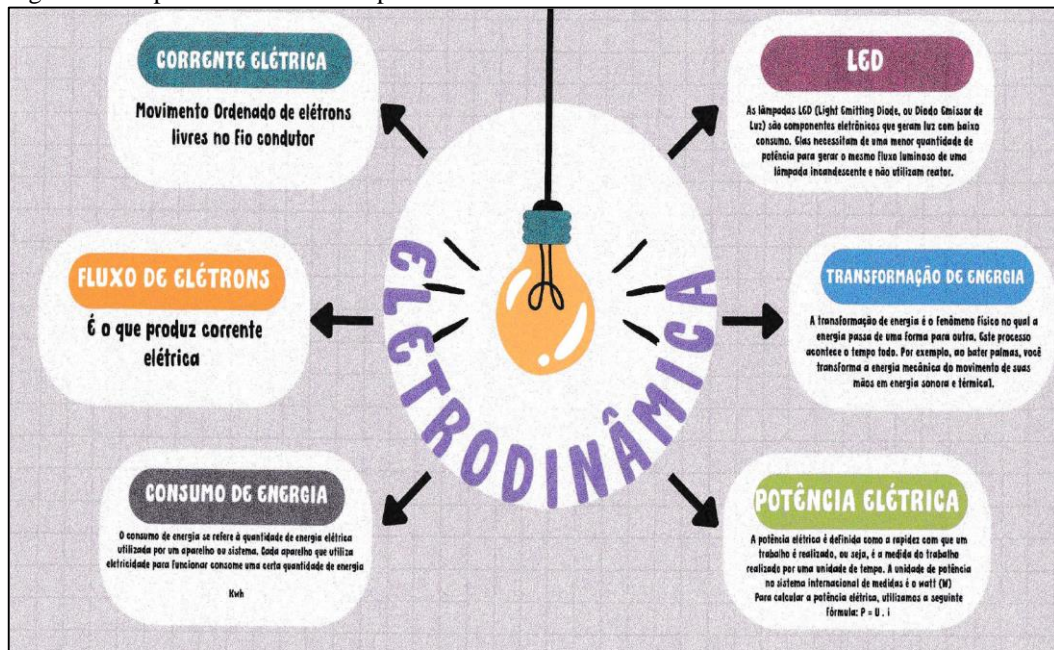 CORRENTE ELÉTRICA
Movimento Ordenado de elétrons
livres no fio condutor
FLUXO DE ELÉTRONS
É o que produz corrente
elétrica
CONSUMO DE ENERGIA
O consumo de energia se refere à quantidade de energia elétrica
utilizada por um aparelho ou sistema. Cada aparelho que utiliza
eletricidade para funcionar consome uma certa quantidade de energia
Kwh
ELETRODINÂMICA
LED
As lâmpadas LED (Light Emitting Diode, ou Diodo Emissor de
Luz) são componentes eletrônicos que geram luz com baixo
consumo. Elas necessitam de uma menor quantidade de
potência para gerar o mesmo fluxo luminoso de uma
lâmpada incandescente e não utilizam reator.
TRANSFORMAÇÃO DE ENERGIA
A transformação de energia é o fenômeno físico no qual a
energia passa de uma forma para outra. Este processo
acontece o tempo todo. Por exemplo, ao bater palmas, você
transforma a energia mecânica do movimento de suas
mãos em energia sonora e térmica).
POTÊNCIA ELÉTRICA
A potência elétrica é definida como a rapidez com que um
trabalho é realizado, ou seja, é a medida do trabalho
realizado por uma unidade de tempo. A unidade de potência
no sistema internacional de medidas é o watt (W)
Para calcular a potência elétrica, utilizamos a seguinte
fórmula: P = U . i